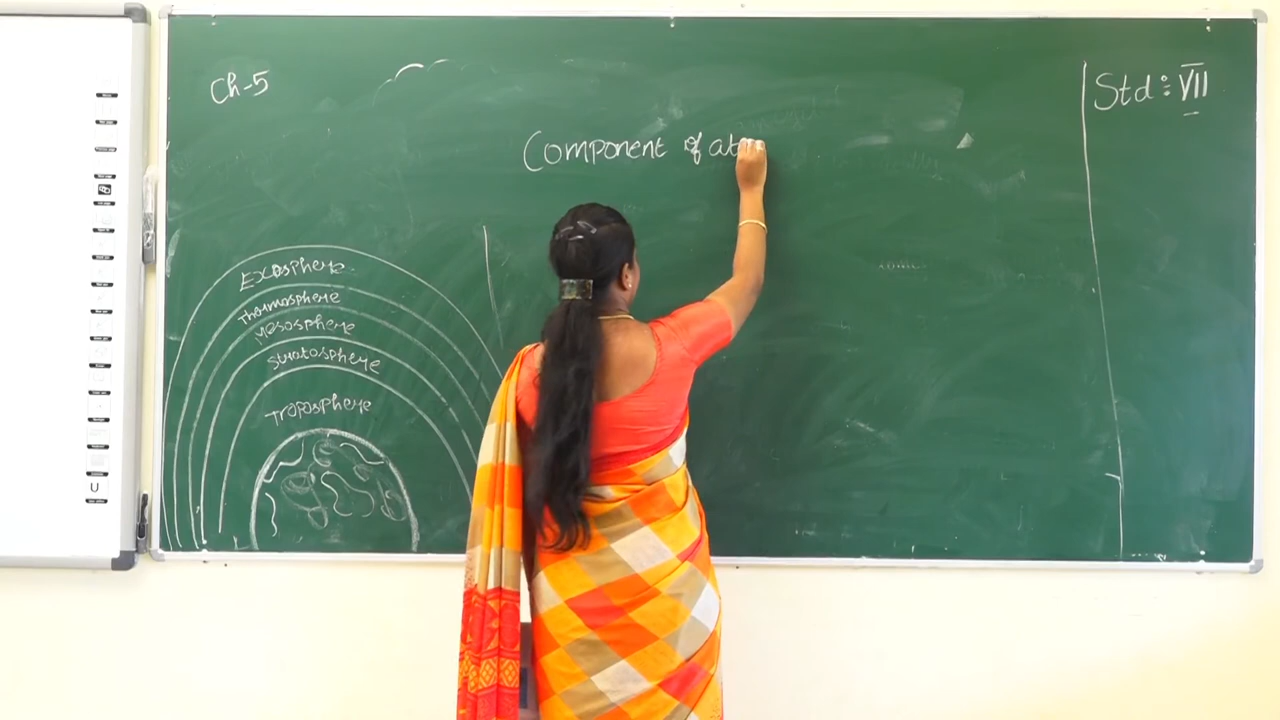 Ch-5
Std : VII
Component of at
Exosphere
Thermosphere
Mesosphere
Stratosphere
Troposphere
U